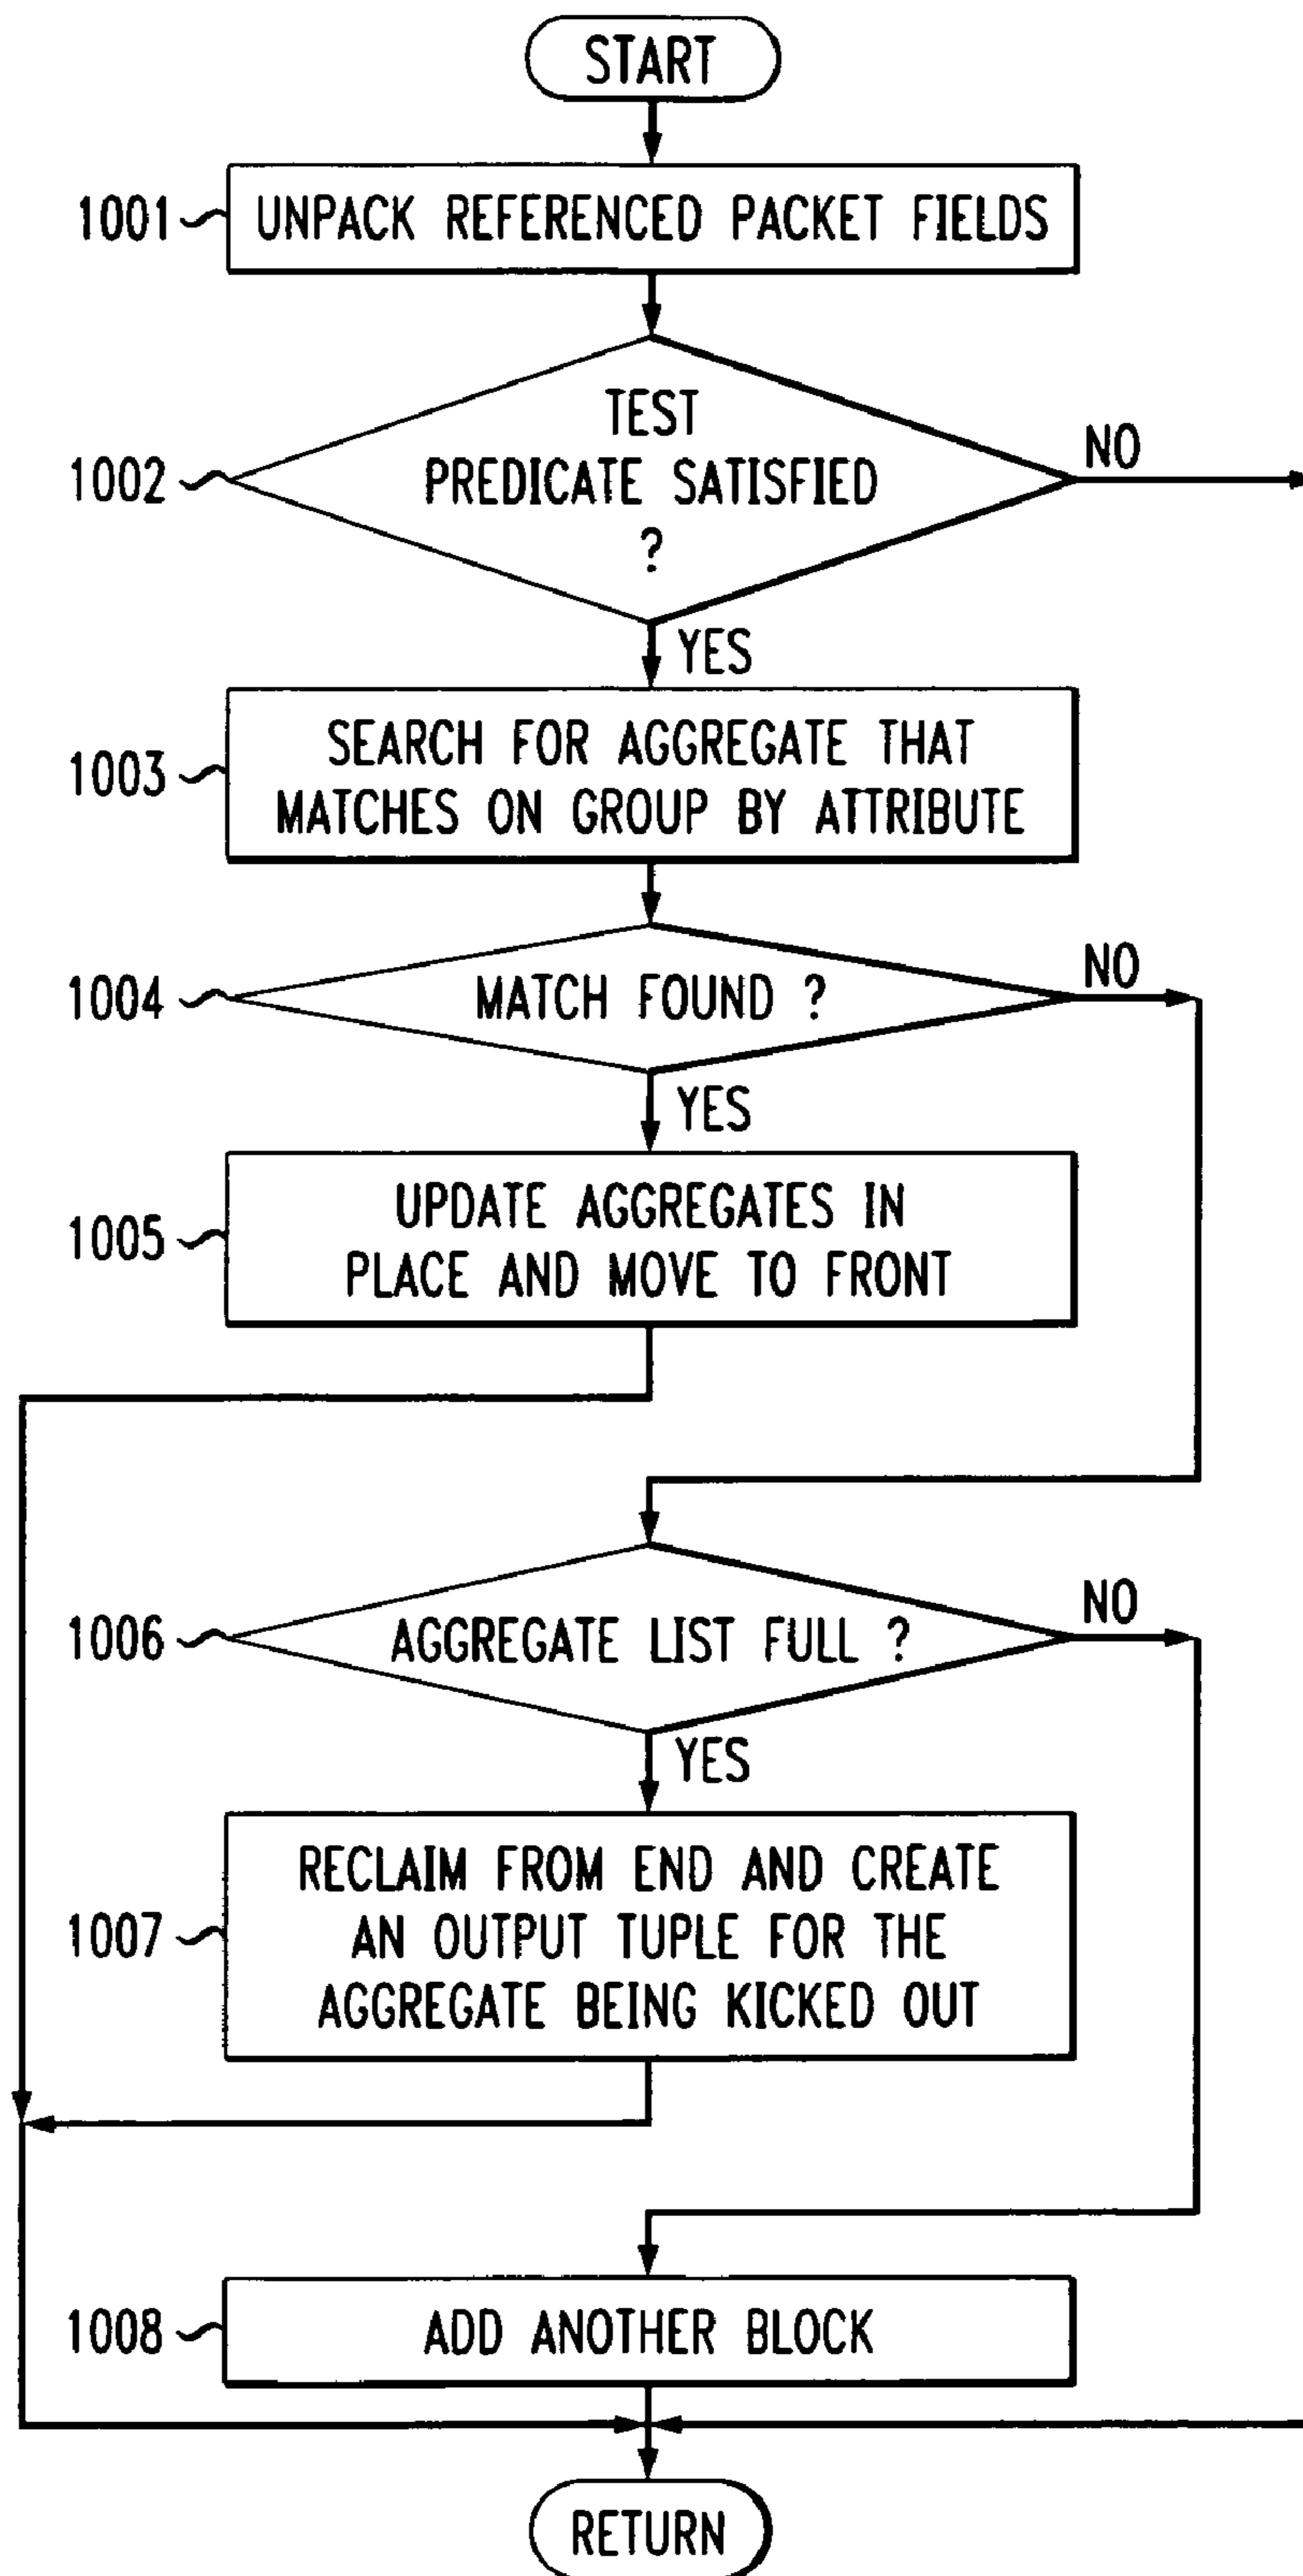 START
1001
UNPACK REFERENCED PACKET FIELDS
1002
TEST
PREDICATE SATISFIED
?
NO
YES
1003
SEARCH FOR AGGREGATE THAT
MATCHES ON GROUP BY ATTRIBUTE
1004
MATCH FOUND ?
NO
YES
1005
UPDATE AGGREGATES IN
PLACE AND MOVE TO FRONT
1006
AGGREGATE LIST FULL ?
NO
YES
1007
RECLAIM FROM END AND CREATE
AN OUTPUT TUPLE FOR THE
AGGREGATE BEING KICKED OUT
1008
ADD ANOTHER BLOCK
RETURN